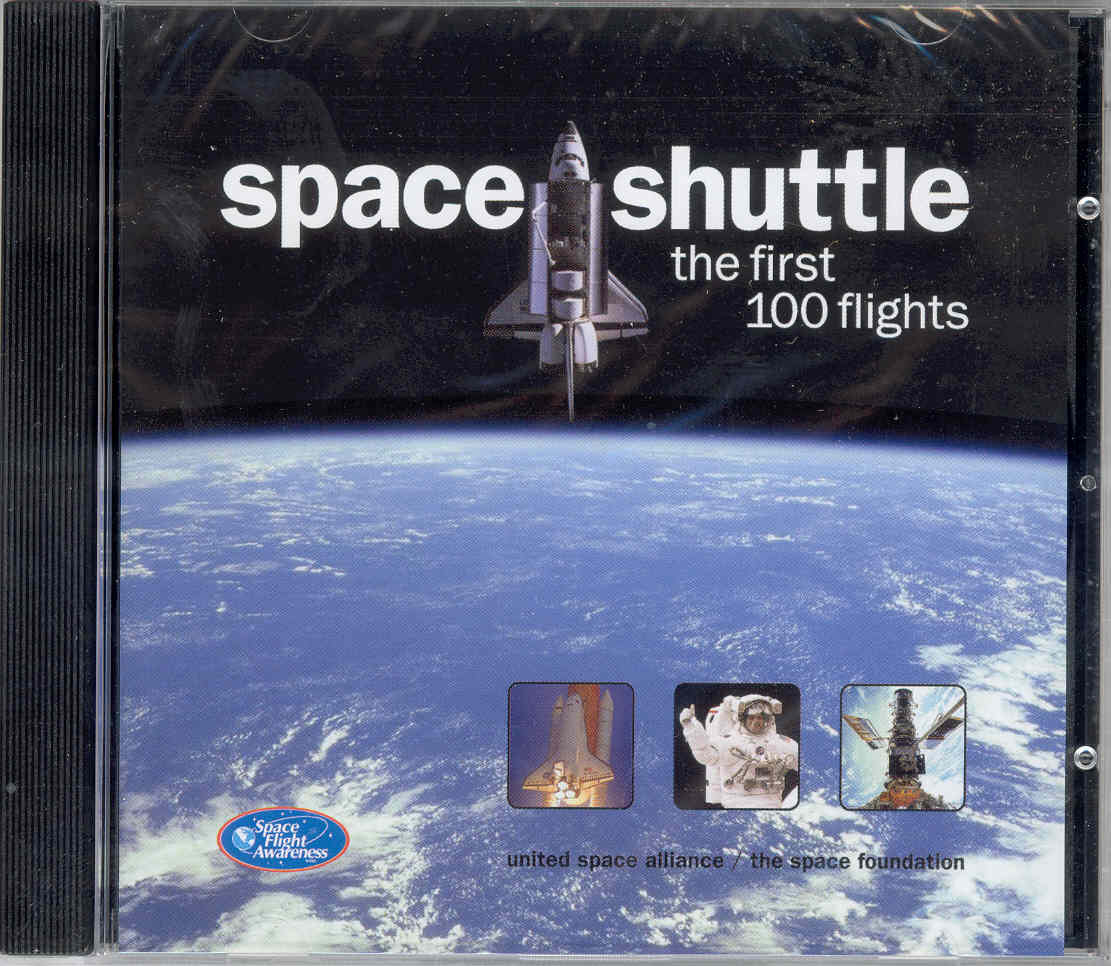 space shuttle
the first
100 flights
Space
Flight
Awareness
united space alliance / the space foundation